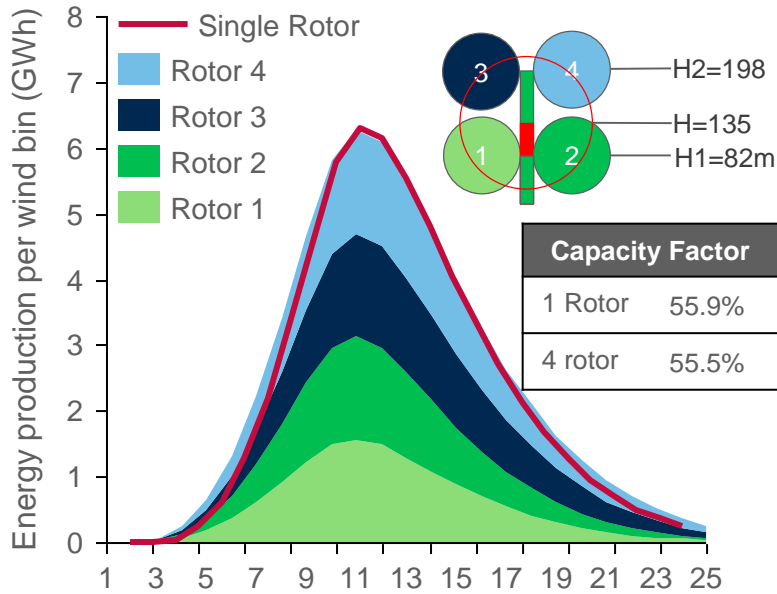 Energy production per wind bin (GWh)
8
7
6
5
4
3
2
1
0
1 3 5 7 9 11 13 15 17 19 21 23 25
Single Rotor
Rotor 4
Rotor 3
Rotor 2
Rotor 1
3 4
1 2
H2=198
H=135
H1=82m
Capacity Factor
1 Rotor 55.9%
4 rotor 55.5%